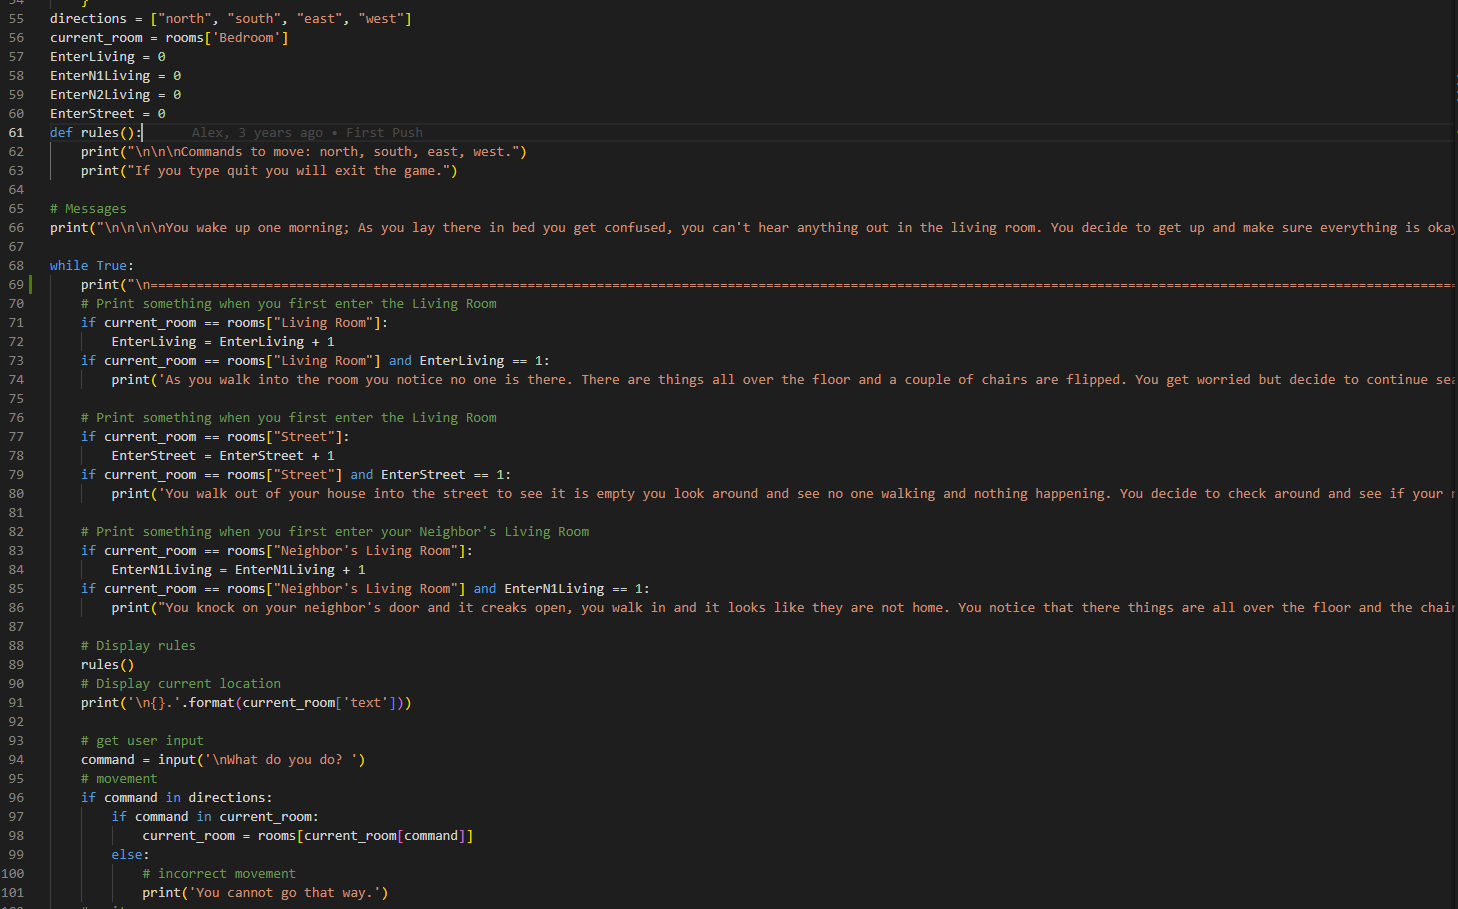 54 }
55 directions = ["north", "south", "east", "west"]
56 current_room = rooms['Bedroom']
57 EnterLiving = 0
58 EnterN1Living = 0
59 EnterN2Living = 0
60 EnterStreet = 0
61 def rules(): Alex, 3 years ago • First Push
62 print("\n\n\nCommands to move: north, south, east, west.")
63 print("If you type quit you will exit the game.")
64
65 # Messages
66 print("\n\n\n\nYou wake up one morning; As you lay there in bed you get confused, you can't hear anything out in the living room. You decide to get up and make sure everything is okay
67
68 while True:
69 print("\n==========================================================================================================================================================================
70 # Print something when you first enter the Living Room
71 if current_room == rooms["Living Room"]:
72 EnterLiving = EnterLiving + 1
73 if current_room == rooms["Living Room"] and EnterLiving == 1:
74 print('As you walk into the room you notice no one is there. There are things all over the floor and a couple of chairs are flipped. You get worried but decide to continue sea
75
76 # Print something when you first enter the Living Room
77 if current_room == rooms["Street"]:
78 EnterStreet = EnterStreet + 1
79 if current_room == rooms["Street"] and EnterStreet == 1:
80 print('You walk out of your house into the street to see it is empty you look around and see no one walking and nothing happening. You decide to check around and see if your
81
82 # Print something when you first enter your Neighbor's Living Room
83 if current_room == rooms["Neighbor's Living Room"]:
84 EnterN1Living = EnterN1Living + 1
85 if current_room == rooms["Neighbor's Living Room"] and EnterN1Living == 1:
86 print("You knock on your neighbor's door and it creaks open, you walk in and it looks like they are not home. You notice that there things are all over the floor and the chair
87
88 # Display rules
89 rules()
90 # Display current location
91 print('\n{}.'.format(current_room['text']))
92
93 # get user input
94 command = input('\nWhat do you do? ')
95 # movement
96 if command in directions:
97 if command in current_room:
98 current_room = rooms[current_room[command]]
99 else:
100 # incorrect movement
101 print('You cannot go that way.')